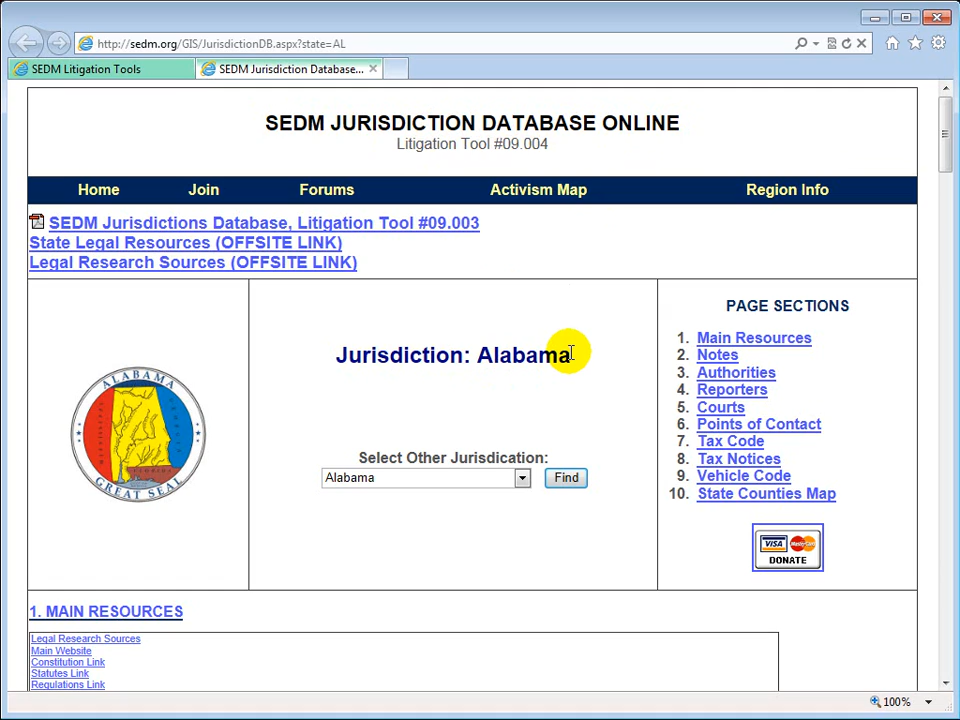 http://sedm.org/GIS/JurisdictionDB.aspx?state=AL
SEDM Litigation Tools
SEDM Jurisdiction Database...
SEDM JURISDICTION DATABASE ONLINE
Litigation Tool #09.004
Home Join Forums Activism Map Region Info
SEDM Jurisdictions Database, Litigation Tool #09.003
State Legal Resources (OFFSITE LINK)
Legal Research Sources (OFFSITE LINK)
ALABAMA
GREAT SEAL
Jurisdiction: Alabama
Select Other Jurisdication:
Alabama
Find
PAGE SECTIONS
1. Main Resources
2. Notes
3. Authorities
4. Reporters
5. Courts
6. Points of Contact
7. Tax Code
8. Tax Notices
9. Vehicle Code
10. State Counties Map
VISA MasterCard
DONATE
1. MAIN RESOURCES
Legal Research Sources
Main Website
Constitution Link
Statutes Link
Regulations Link
100%